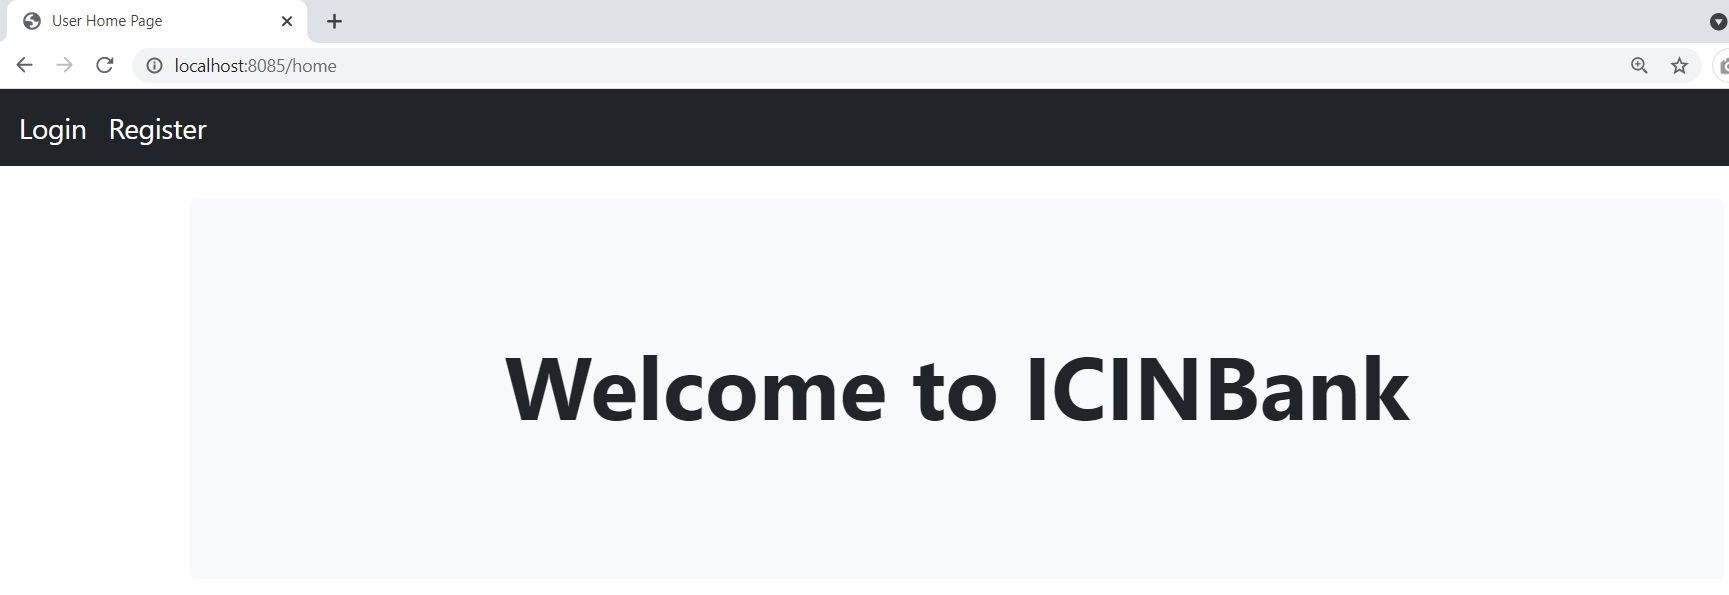 User Home Page
localhost:8085/home
Login Register
Welcome to ICINBank